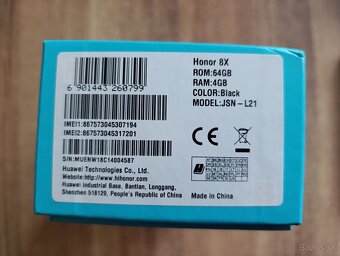 Honor 8X
ROM:64GB
RAM:4GB
COLOR:Black
MODEL:JSN-L21
6 901443 260799
IMEI1:867573045307194
IMEI2:867573045317201
S/N:MUENW18C14004587
Huawei Technologies Co., Ltd.
http://www.hihonor.com
Huawei Industrial Base, Bantian, Longgang,
Shenzhen 518129, People's Republic of China
Made in China
bazos.sk